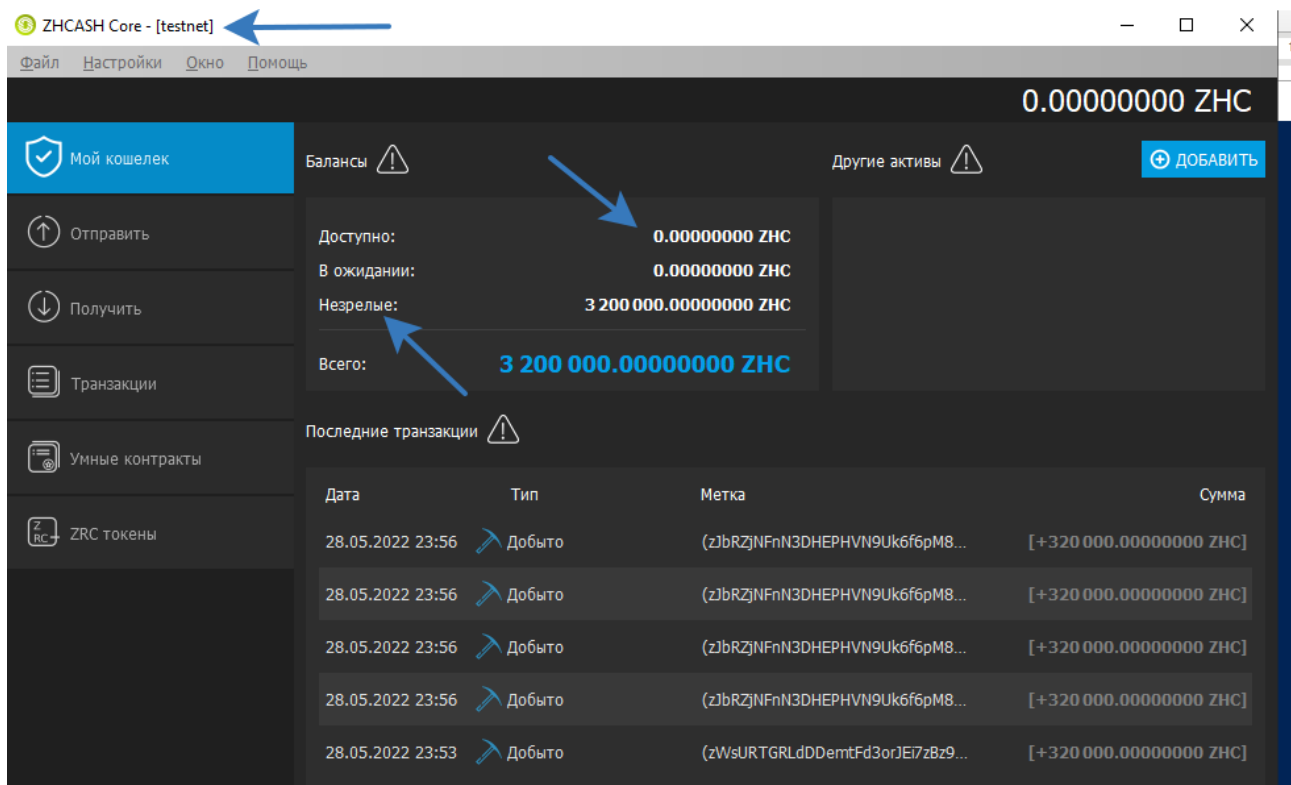 ZHCASH Core - [testnet]
Файл Настройки Окно Помощь
0.00000000 ZHC
Мой кошелек
Отправить
Получить
Транзакции
Умные контракты
ZRC токены
Балансы
Доступно: 0.00000000 ZHC
В ожидании: 0.00000000 ZHC
Незрелые: 3 200 000.00000000 ZHC
Всего: 3 200 000.00000000 ZHC
Другие активы
ДОБАВИТЬ
Последние транзакции
Дата Тип Метка Сумма
28.05.2022 23:56 Добыто (zJbRZjNFnN3DHEPHVN9Uk6f6pM8... [+320 000.00000000 ZHC]
28.05.2022 23:56 Добыто (zJbRZjNFnN3DHEPHVN9Uk6f6pM8... [+320 000.00000000 ZHC]
28.05.2022 23:56 Добыто (zJbRZjNFnN3DHEPHVN9Uk6f6pM8... [+320 000.00000000 ZHC]
28.05.2022 23:56 Добыто (zJbRZjNFnN3DHEPHVN9Uk6f6pM8... [+320 000.00000000 ZHC]
28.05.2022 23:53 Добыто (zWsURTGRLdDDemtFd3orJEi7zBz9... [+320 000.00000000 ZHC]